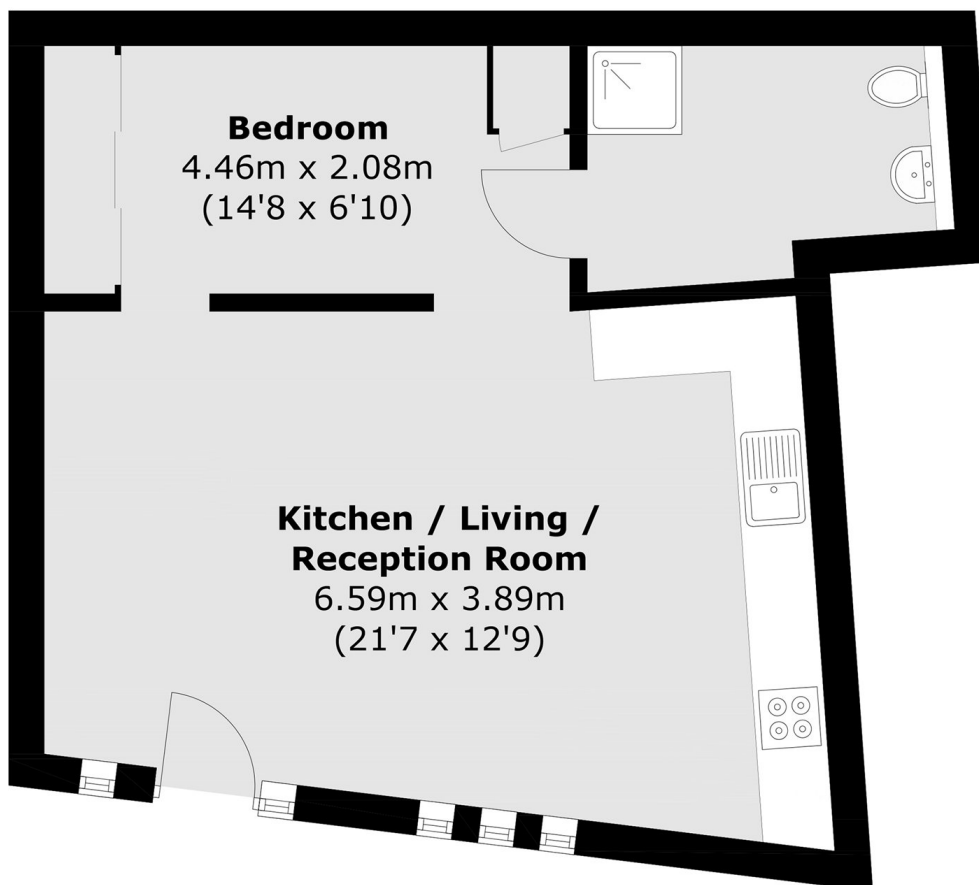 Bedroom
4.46m x 2.08m
(14'8 x 6'10)
Kitchen / Living /
Reception Room
6.59m x 3.89m
(21'7 x 12'9)